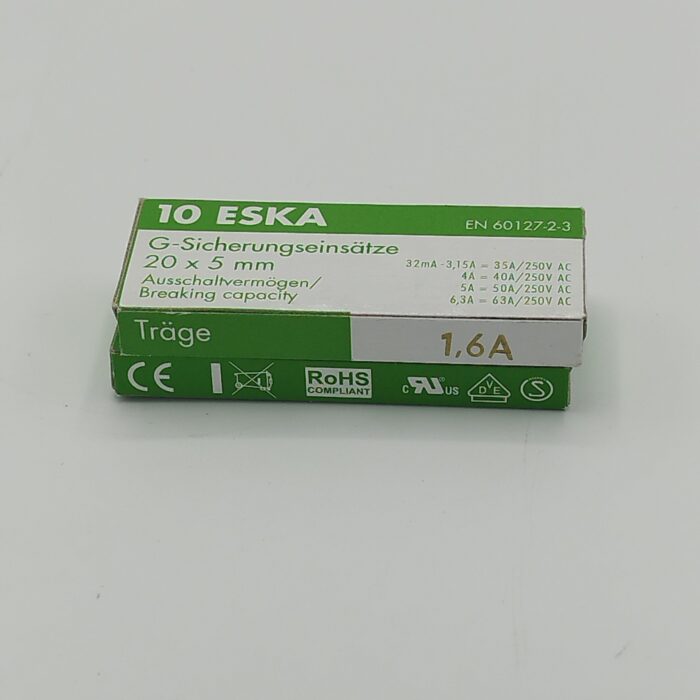 10 ESKA
EN 60127-2-3
G-Sicherungseinsätze
20 x 5 mm
Ausschaltvermögen/
Breaking capacity
32mA -3,15A = 35A/250V AC
4A = 40A/250V AC
5A = 50A/250V AC
6,3A = 63A/250V AC
Träge
1,6A
CE
RoHS
COMPLIANT
c RU US
VDE
S